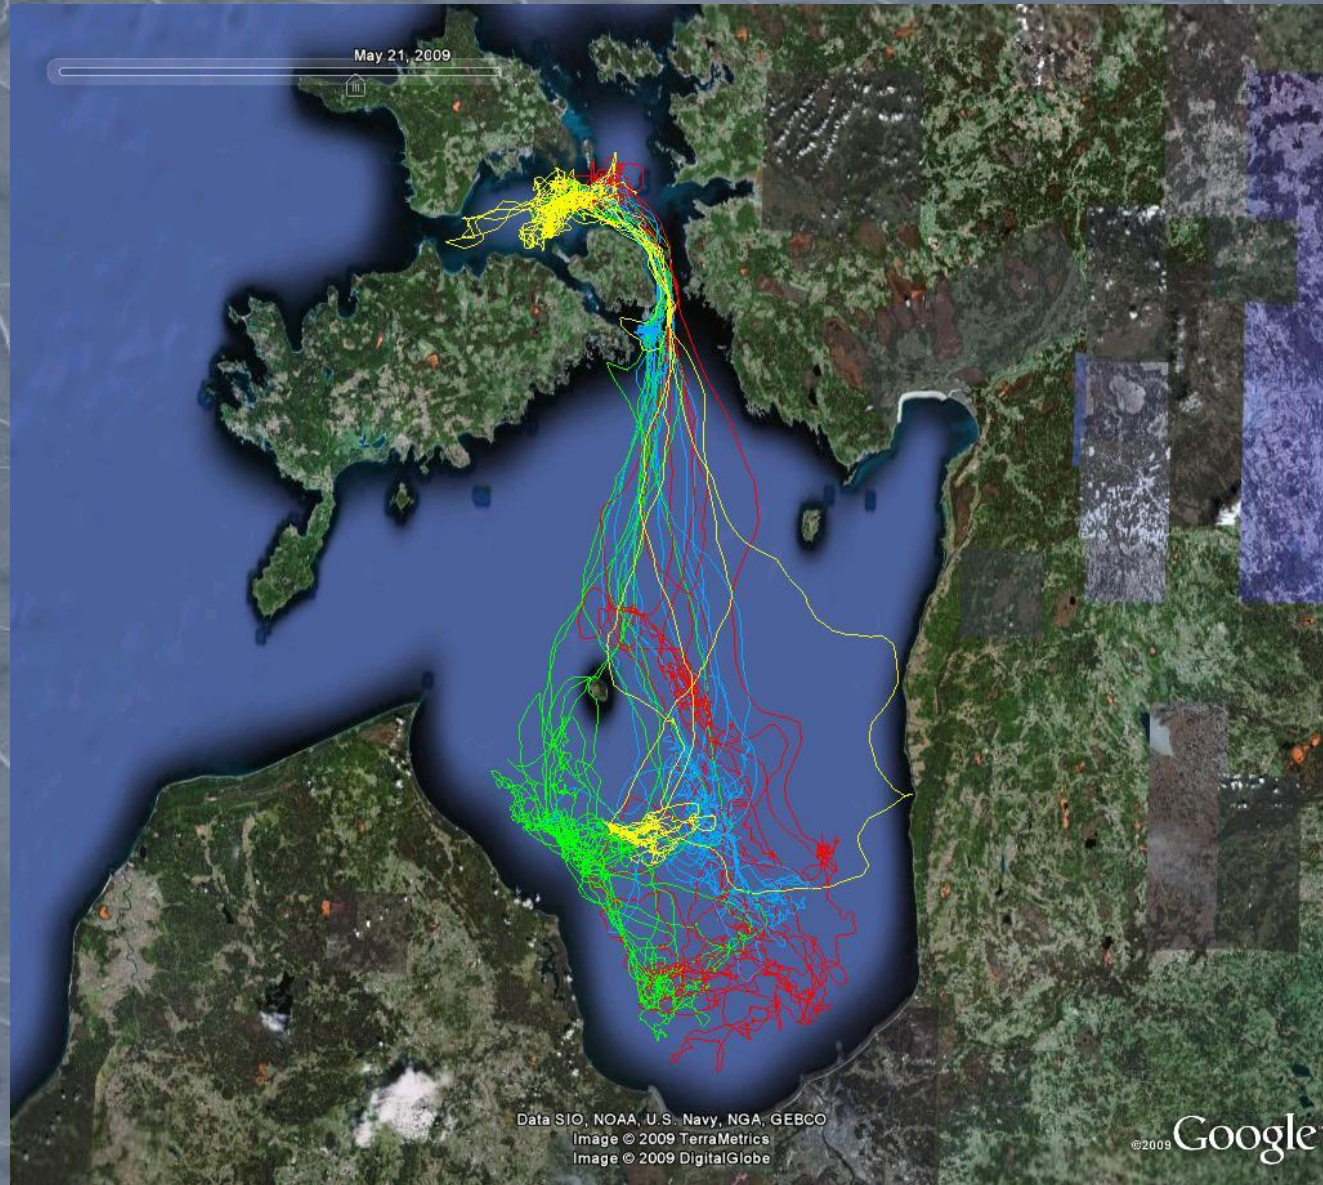 May 21, 2009
Data SIO, NOAA, U.S. Navy, NGA, GEBCO
Image © 2009 TerraMetrics
Image © 2009 DigitalGlobe
©2009 Google